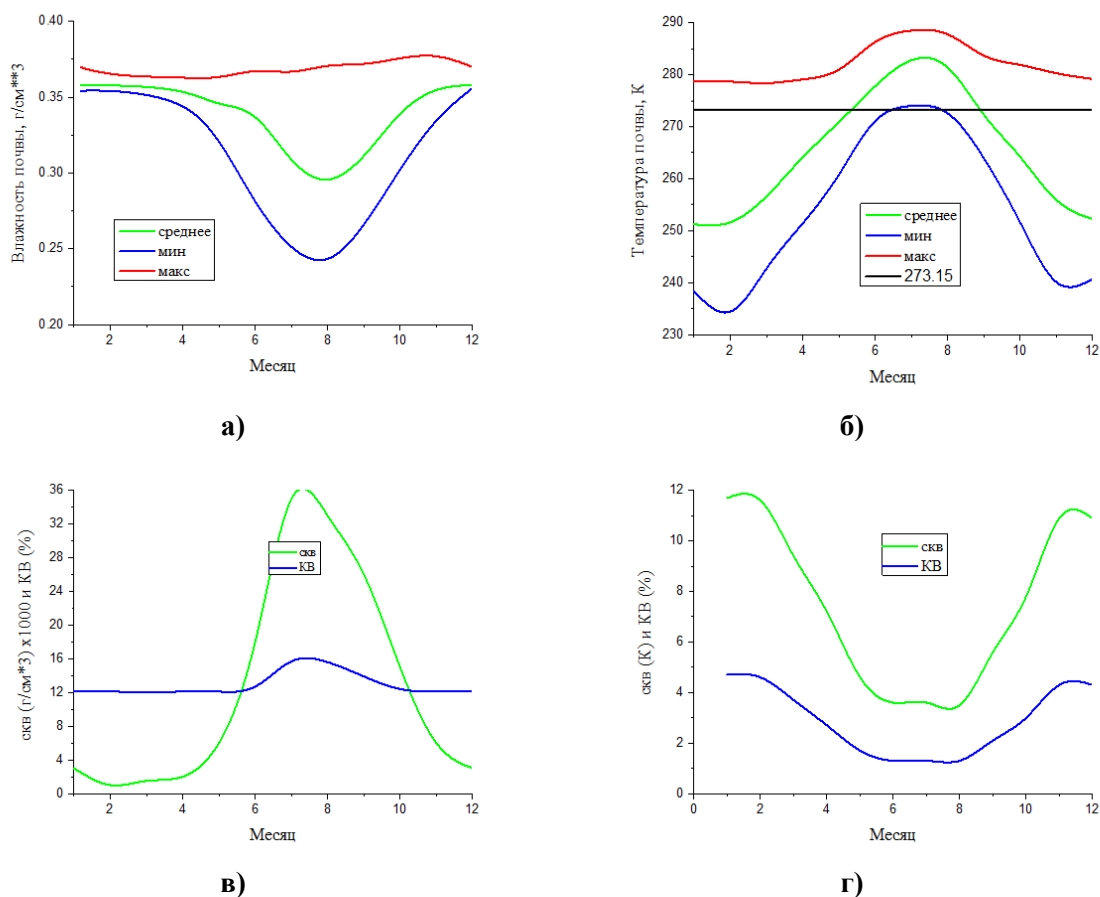 Влажность почвы, г/см**3
0.40
0.35
0.30
0.25
0.20
среднее
мин
макс
2 4 6 8 10 12
Месяц
а)
Температура почвы, К
290
280
270
260
250
240
230
среднее
мин
макс
273.15
2 4 6 8 10 12
Месяц
б)
скв (г/см*3) х1000 и КВ (%)
36
32
28
24
20
16
12
8
4
0
скв
КВ
2 4 6 8 10 12
Месяц
в)
скв (К) и КВ (%)
12
10
8
6
4
2
0
скв
КВ
0 2 4 6 8 10 12
Месяц
г)